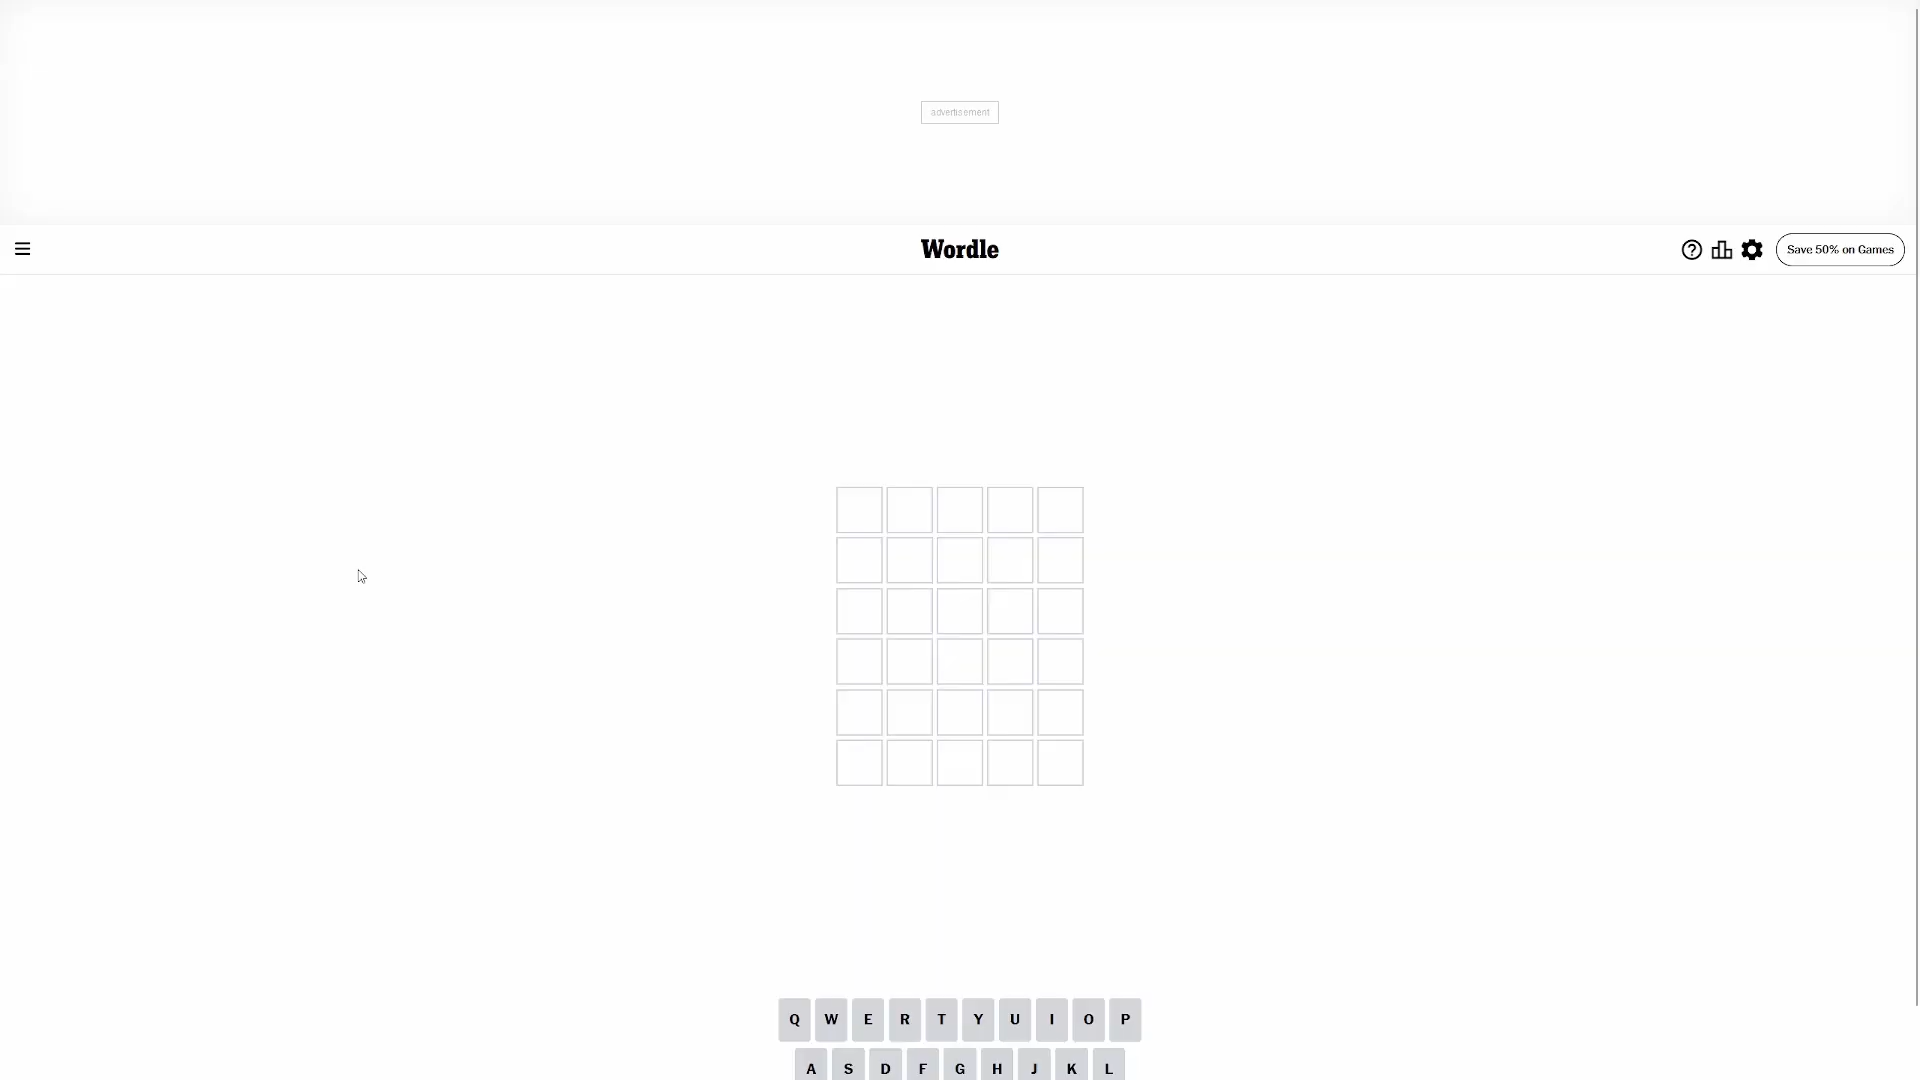 advertisement
Wordle
Save 50% on Games
Q W E R T Y U I O P
A S D F G H J K L